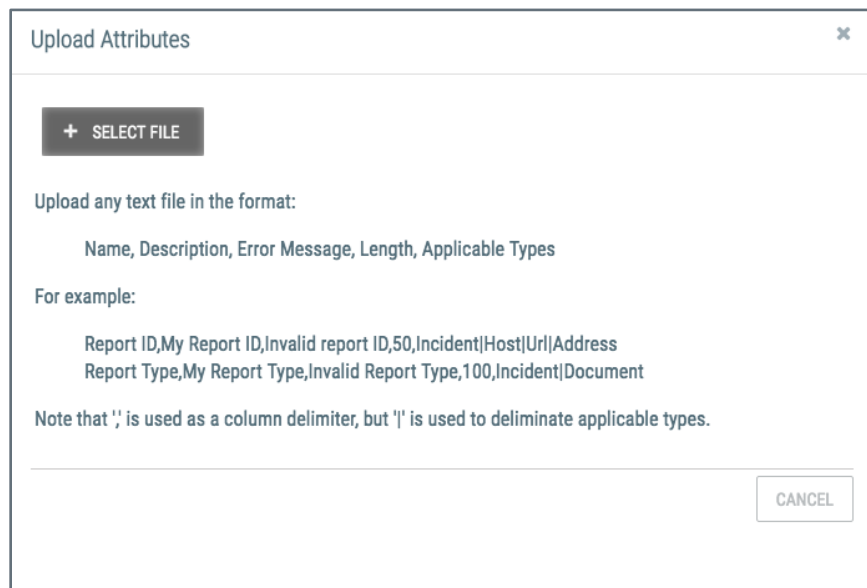 Upload Attributes
+ SELECT FILE
Upload any text file in the format:
Name, Description, Error Message, Length, Applicable Types
For example:
Report ID,My Report ID,Invalid report ID,50,Incident|Host|Url|Address
Report Type,My Report Type,Invalid Report Type,100,Incident|Document
Note that ',' is used as a column delimiter, but '|' is used to deliminate applicable types.
CANCEL